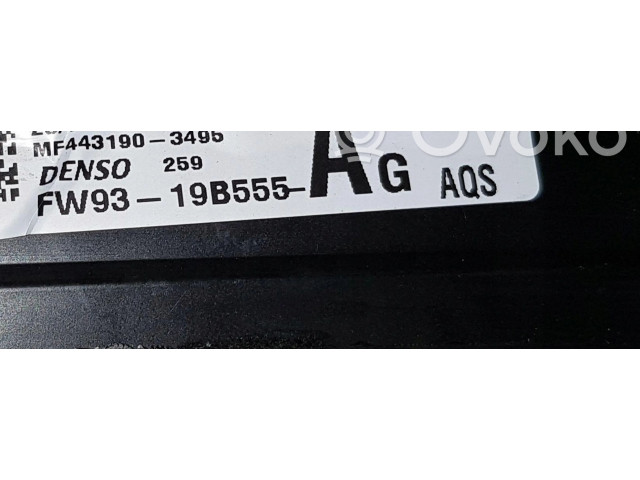 MF443190-3495
DENSO 259
FW93-19B555-AG AQS
Ovoko